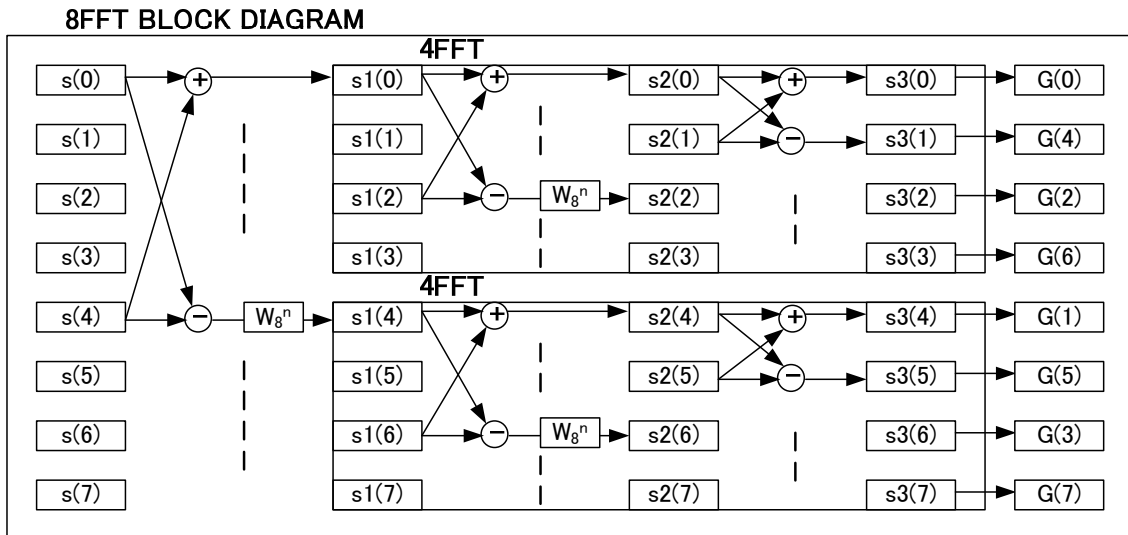 8FFT BLOCK DIAGRAM
4FFT
s(0) + s1(0) + s2(0) + s3(0) G(0)
s(1) s1(1) s2(1) − s3(1) G(4)
s(2) s1(2) − W₈ⁿ s2(2) s3(2) G(2)
s(3) s1(3) s2(3) s3(3) G(6)
4FFT
s(4) − W₈ⁿ s1(4) + s2(4) + s3(4) G(1)
s(5) s1(5) s2(5) − s3(5) G(5)
s(6) s1(6) − W₈ⁿ s2(6) s3(6) G(3)
s(7) s1(7) s2(7) s3(7) G(7)